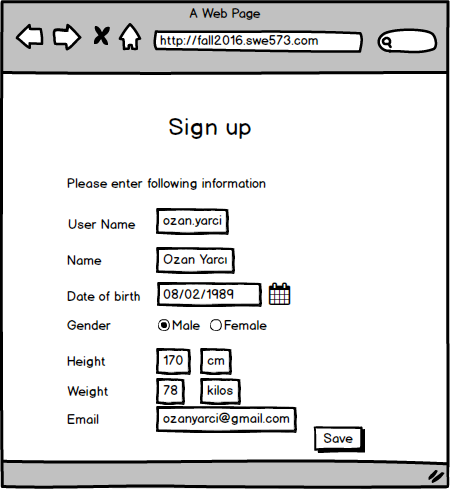 A Web Page
http://fall2016.swe573.com
Sign up
Please enter following information
User Name ozan.yarci
Name Ozan Yarcı
Date of birth 08/02/1989
Gender Male Female
Height 170 cm
Weight 78 kilos
Email ozanyarci@gmail.com
Save